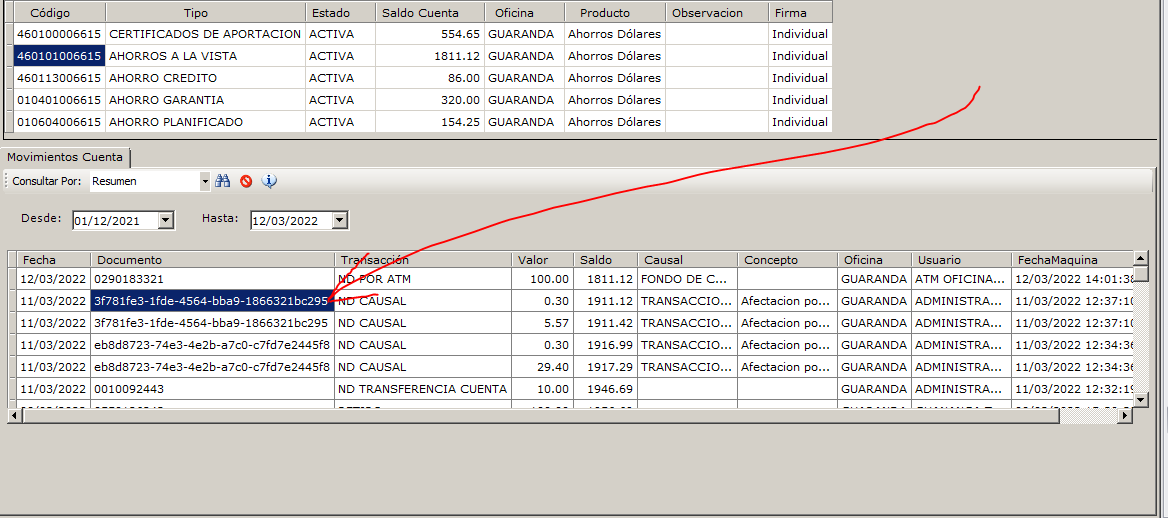 Código Tipo Estado Saldo Cuenta Oficina Producto Observacion Firma
460100006615 CERTIFICADOS DE APORTACION ACTIVA 554.65 GUARANDA Ahorros Dólares Individual
460101006615 AHORROS A LA VISTA ACTIVA 1811.12 GUARANDA Ahorros Dólares Individual
460113006615 AHORRO CREDITO ACTIVA 86.00 GUARANDA Ahorros Dólares Individual
010401006615 AHORRO GARANTIA ACTIVA 320.00 GUARANDA Ahorros Dólares Individual
010604006615 AHORRO PLANIFICADO ACTIVA 154.25 GUARANDA Ahorros Dólares Individual
Movimientos Cuenta
Consultar Por: Resumen
Desde: 01/12/2021 Hasta: 12/03/2022
Fecha Documento Transacción Valor Saldo Causal Concepto Oficina Usuario FechaMaquina
12/03/2022 0290183321 ND POR ATM 100.00 1811.12 FONDO DE C... GUARANDA ATM OFICINA... 12/03/2022 14:01:38
11/03/2022 3f781fe3-1fde-4564-bba9-1866321bc295 ND CAUSAL 0.30 1911.12 TRANSACCIO... Afectacion po... GUARANDA ADMINISTRA... 11/03/2022 12:37:10
11/03/2022 3f781fe3-1fde-4564-bba9-1866321bc295 ND CAUSAL 5.57 1911.42 TRANSACCIO... Afectacion po... GUARANDA ADMINISTRA... 11/03/2022 12:37:10
11/03/2022 eb8d8723-74e3-4e2b-a7c0-c7fd7e2445f8 ND CAUSAL 0.30 1916.99 TRANSACCIO... Afectacion po... GUARANDA ADMINISTRA... 11/03/2022 12:34:36
11/03/2022 eb8d8723-74e3-4e2b-a7c0-c7fd7e2445f8 ND CAUSAL 29.40 1917.29 TRANSACCIO... Afectacion po... GUARANDA ADMINISTRA... 11/03/2022 12:34:36
11/03/2022 0010092443 ND TRANSFERENCIA CUENTA 10.00 1946.69 GUARANDA ADMINISTRA... 11/03/2022 12:32:19